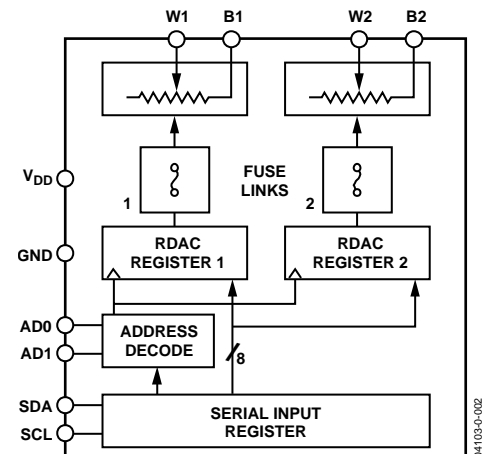 W1 B1 W2 B2
V_DD
1
FUSE
LINKS
2
GND
RDAC
REGISTER 1
RDAC
REGISTER 2
AD0
AD1
ADDRESS
DECODE
8
SDA
SCL
SERIAL INPUT
REGISTER
04103-0-002